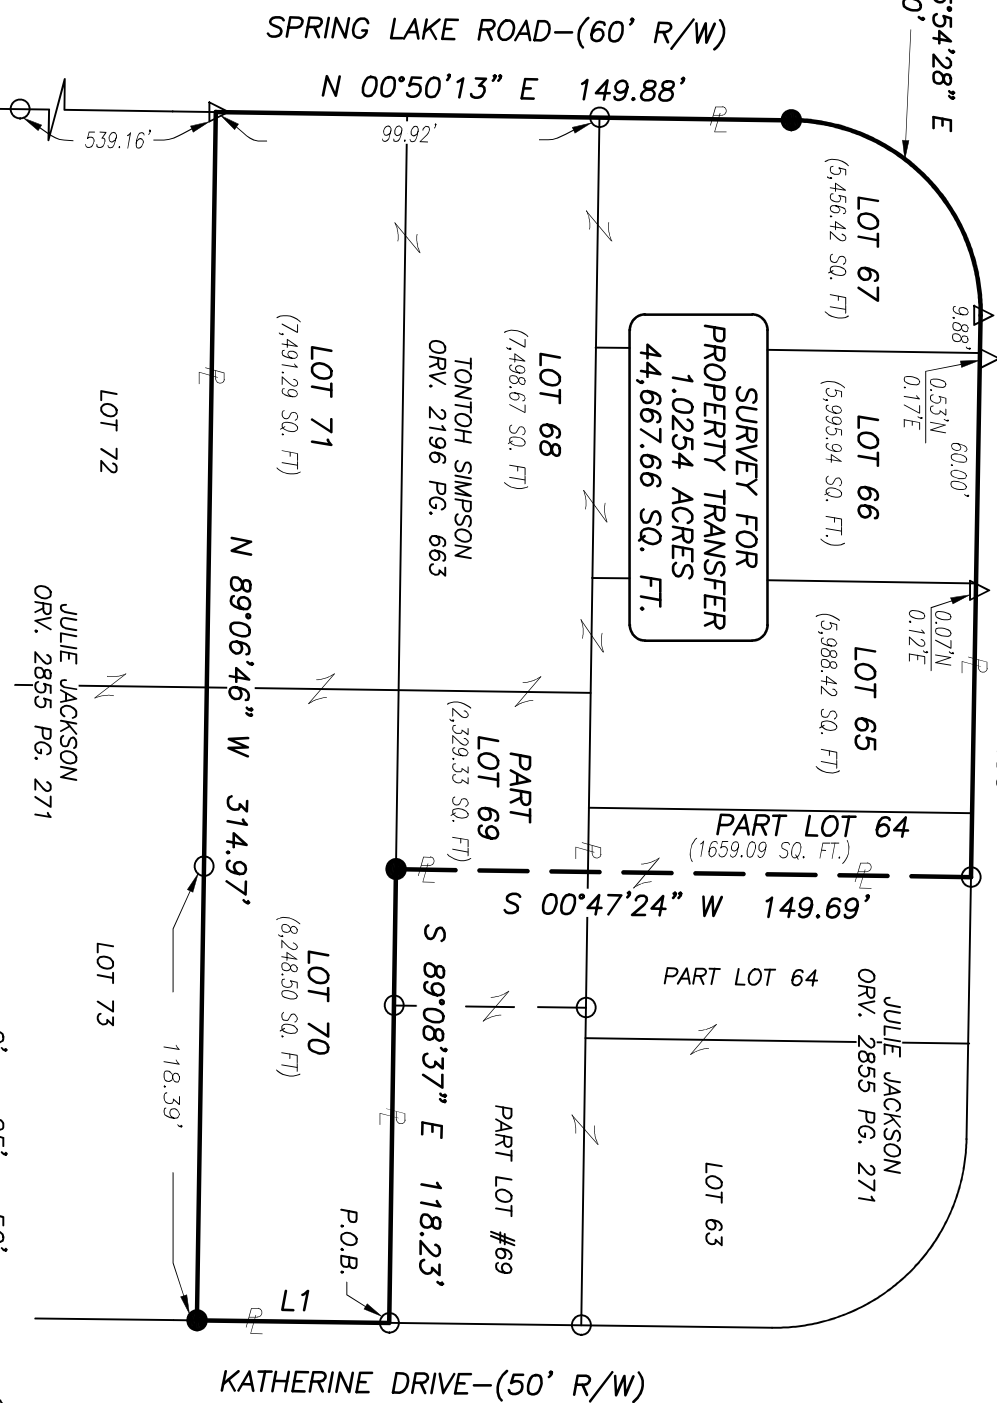 SPRING LAKE ROAD-(60' R/W)
N 00°50'13" E 149.88'
°54'28" E
539.16'
99.92'
LOT 67
(5,456.42 SQ. FT)
9.88'
0.53'N
0.17'E
60.00'
LOT 66
(5,995.94 SQ. FT.)
SURVEY FOR
PROPERTY TRANSFER
1.0254 ACRES
44,667.66 SQ. FT.
LOT 68
(7,498.67 SQ. FT)
TONTOH SIMPSON
ORV. 2196 PG. 663
LOT 71
(7,491.29 SQ. FT)
LOT 72
0.07'N
0.12'E
LOT 65
(5,988.42 SQ. FT)
N 89°06'46" W 314.97'
JULIE JACKSON
ORV. 2855 PG. 271
PART
LOT 69
(2,329.33 SQ. FT)
PART LOT 64
(1659.09 SQ. FT.)
S 00°47'24" W 149.69'
PART LOT 64
JULIE JACKSON
ORV. 2855 PG. 271
S 89°08'37" E 118.23'
LOT 70
(8,248.50 SQ. FT)
LOT 73
118.39'
PART LOT #69
LOT 63
P.O.B.
L1
KATHERINE DRIVE-(50' R/W)